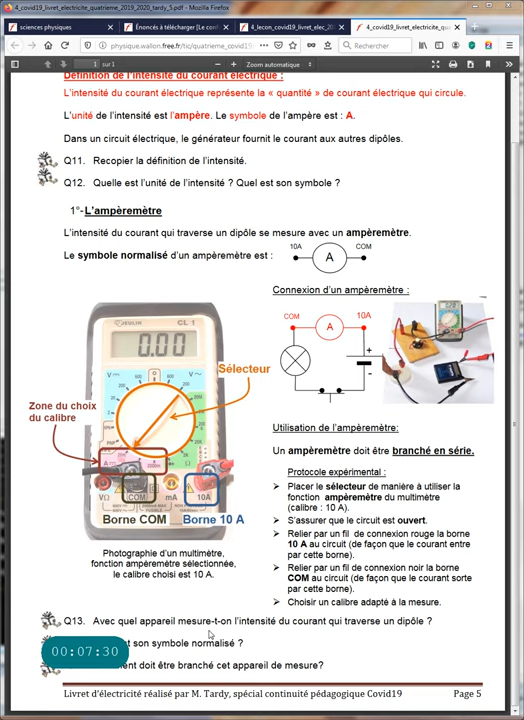 4_covid19_livret_electricite_quatrieme_2019_2020_tardy_5.pdf - Mozilla Firefox
sciences physiques
Énoncés à télécharger [Le con
4_lecon_covid19_livret_elec_20
4_covid19_livret_electricite_qua
physique.wallon.free.fr/tic/quatrieme_covid19
Rechercher
1
sur 1
Zoom automatique
Définition de l'intensité du courant électrique :
L'intensité du courant électrique représente la « quantité » de courant électrique qui circule.
L'unité de l'intensité est l'ampère. Le symbole de l'ampère est : A.
Dans un circuit électrique, le générateur fournit le courant aux autres dipôles.
Q11. Recopier la définition de l'intensité.
Q12. Quelle est l'unité de l'intensité ? Quel est son symbole ?
1°- L'ampèremètre
L'intensité du courant qui traverse un dipôle se mesure avec un ampèremètre.
Le symbole normalisé d'un ampèremètre est :
10A
COM
A
Connexion d'un ampèremètre :
COM
A
10A
+
-
JEULIN
CL 1
0.00
Sélecteur
Zone du choix
du calibre
VΩ
COM
mA
10A
Borne COM
Borne 10 A
Photographie d'un multimètre,
fonction ampèremètre sélectionnée,
le calibre choisi est 10 A.
Utilisation de l'ampèremètre:
Un ampèremètre doit être branché en série.
Protocole expérimental :
Placer le sélecteur de manière à utiliser la
fonction ampèremètre du multimètre
(calibre : 10 A).
S'assurer que le circuit est ouvert.
Relier par un fil de connexion rouge la borne
10 A au circuit (de façon que le courant entre
par cette borne).
Relier par un fil de connexion noir la borne
COM au circuit (de façon que le courant sorte
par cette borne).
Choisir un calibre adapté à la mesure.
Q13. Avec quel appareil mesure-t-on l'intensité du courant qui traverse un dipôle ?
son symbole normalisé ?
00:07:30
doit être branché cet appareil de mesure?
Livret d'électricité réalisé par M. Tardy, spécial continuité pédagogique Covid19
Page 5